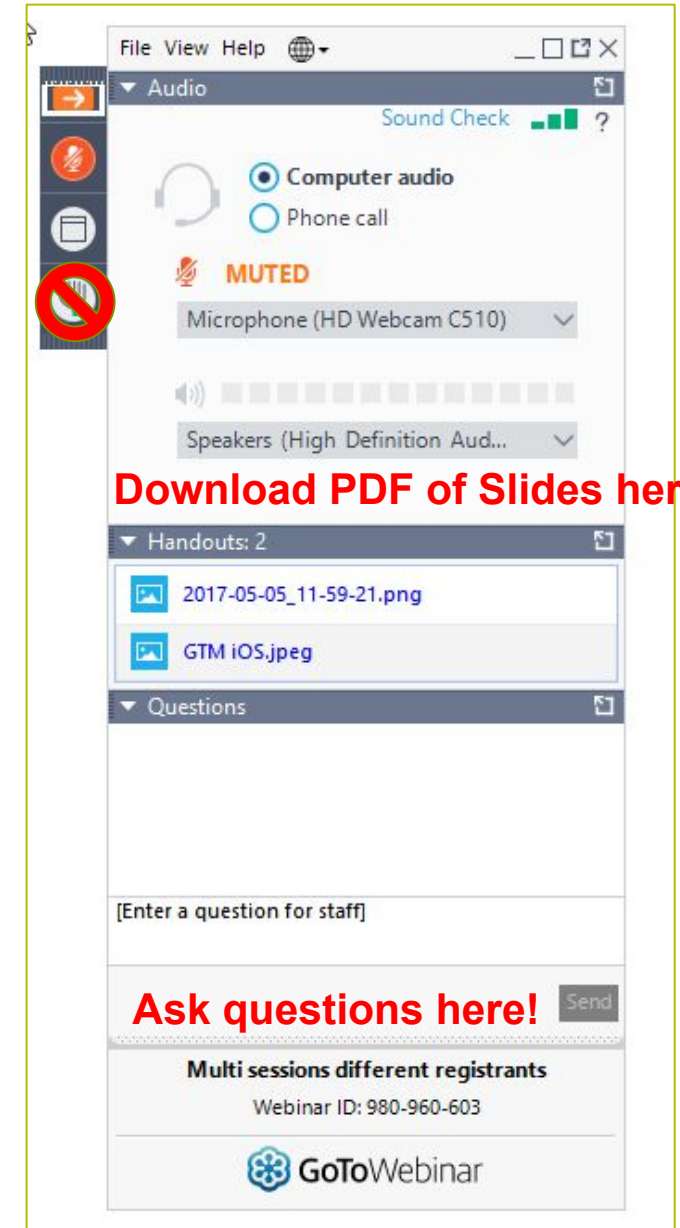 File View Help
Audio
Sound Check ?
Computer audio
Phone call
MUTED
Microphone (HD Webcam C510)
Speakers (High Definition Aud...
Download PDF of Slides her
Handouts: 2
2017-05-05_11-59-21.png
GTM iOS.jpeg
Questions
[Enter a question for staff]
Ask questions here! Send
Multi sessions different registrants
Webinar ID: 980-960-603
GoToWebinar